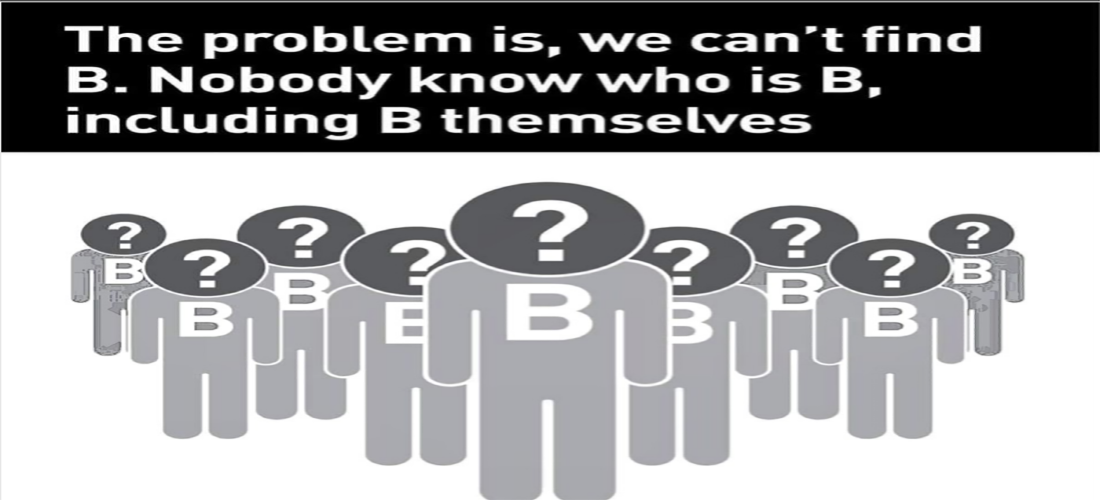 The problem is, we can't find
B. Nobody know who is B,
including B themselves
? ? ? ? ? ? ? ? ?
B B B B B B B B B